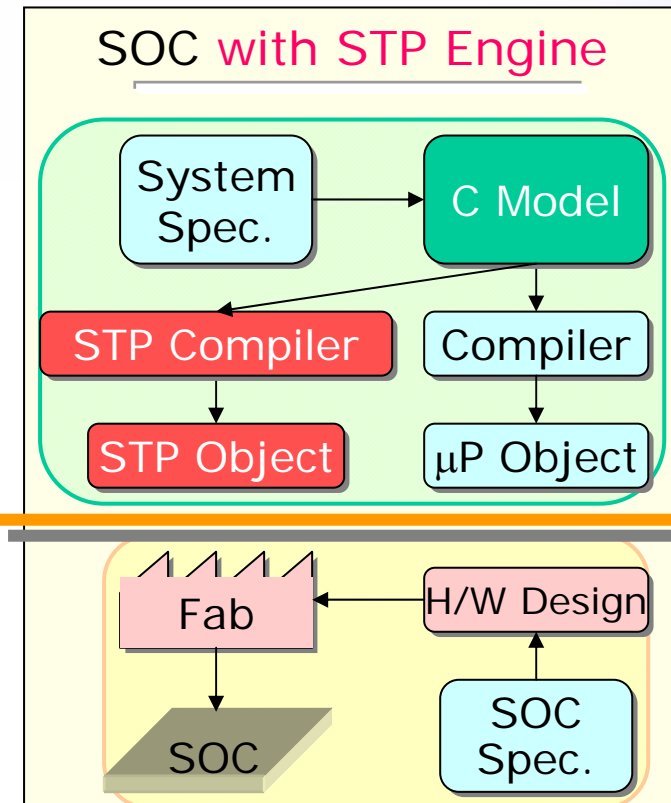 SOC with STP Engine
System
Spec.
C Model
STP Compiler
Compiler
STP Object
μP Object
Fab
H/W Design
SOC
SOC
Spec.